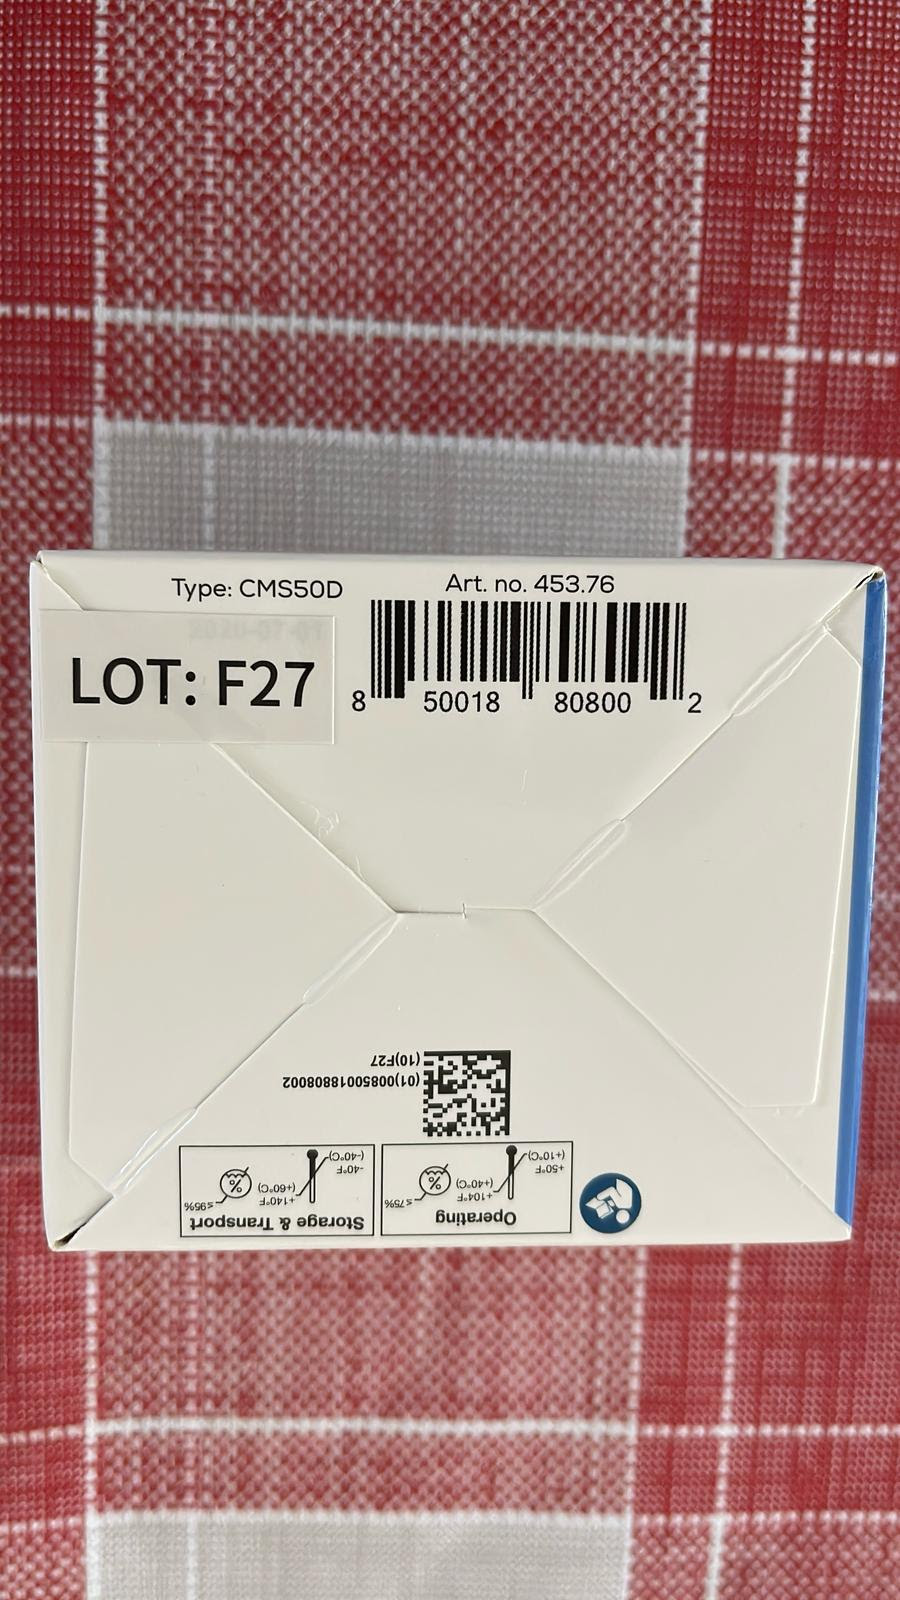 Type: CMS50D
Art. no. 453.76
LOT: F27
8 50018 80800 2
(01)00850018808002
(10)F27
Operating
+50°F
(+10°C)
+104°F
(+40°C)
≤75%
%
Storage & Transport
-40°F
(-40°C)
+140°F
(+60°C)
≤95%
%